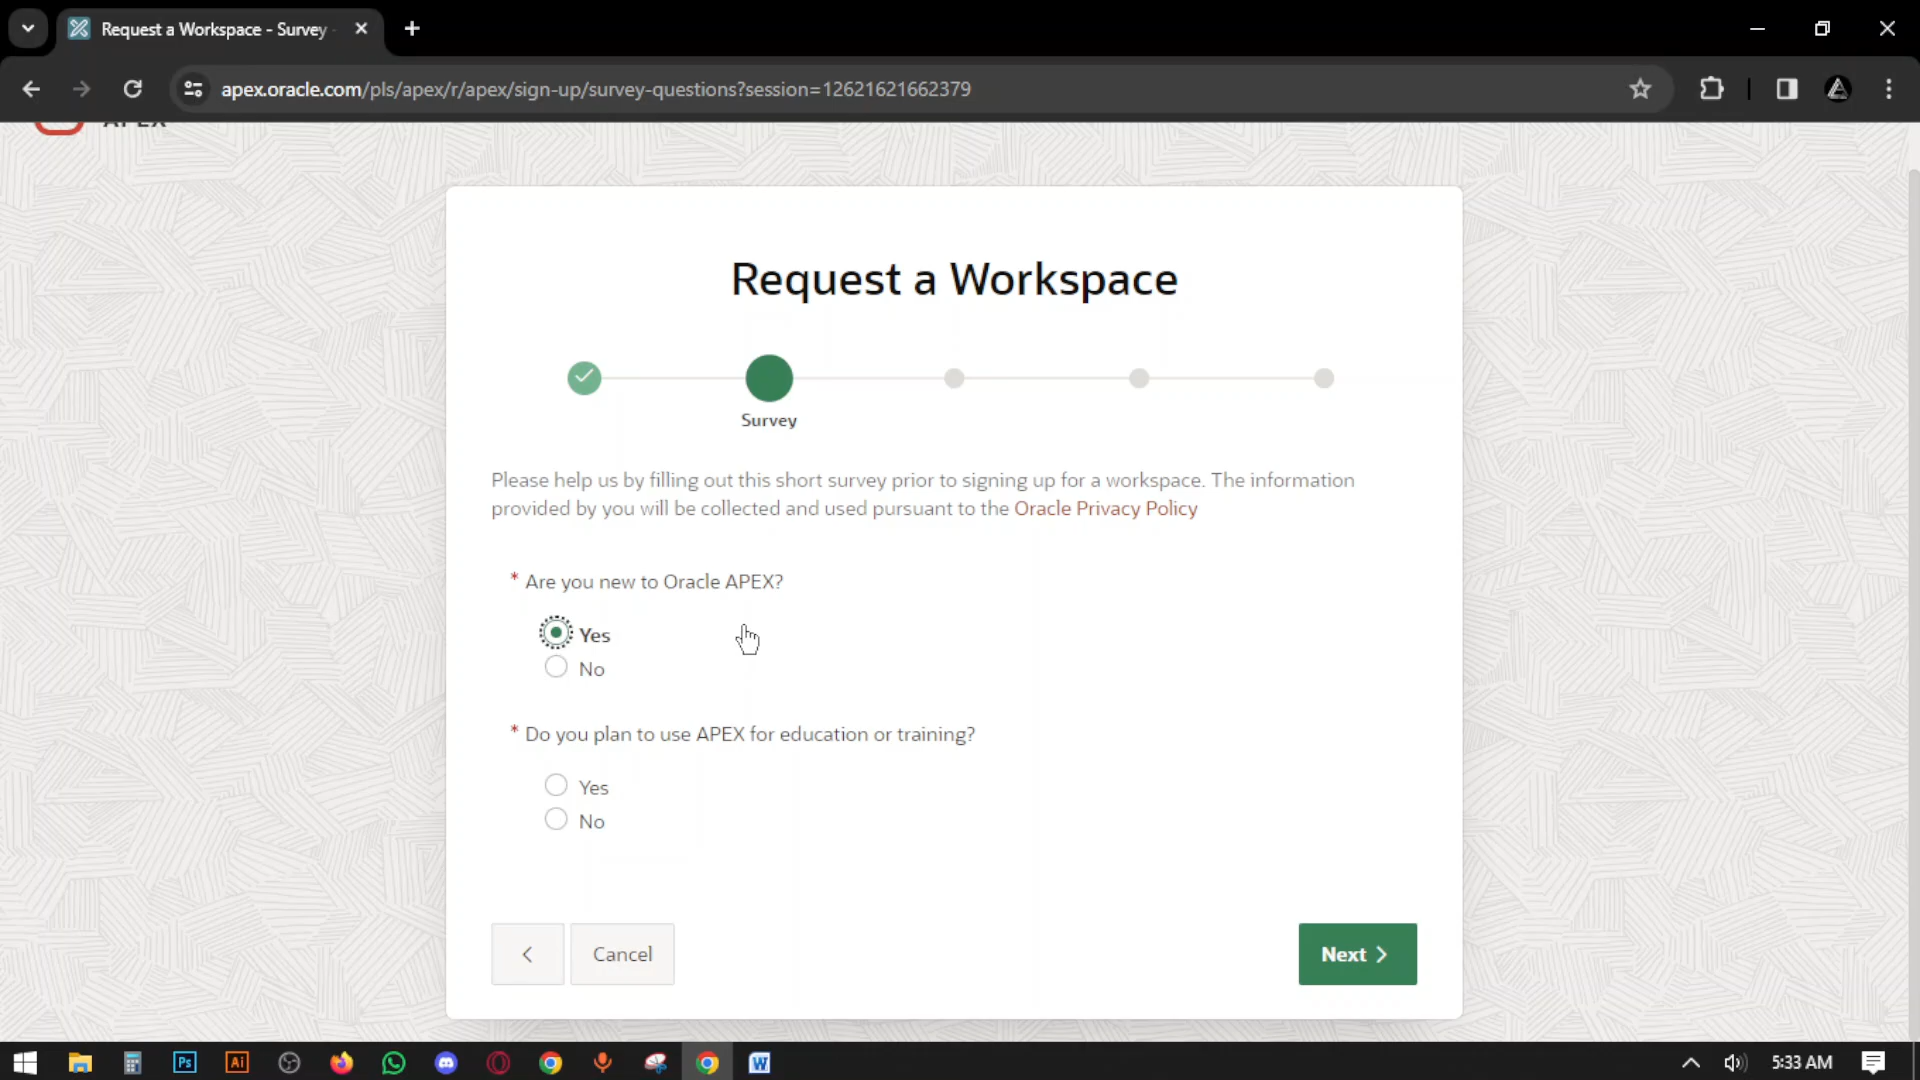 Request a Workspace - Survey
apex.oracle.com/pls/apex/r/apex/sign-up/survey-questions?session=12621621662379
APEX
Request a Workspace
Survey
Please help us by filling out this short survey prior to signing up for a workspace. The information
provided by you will be collected and used pursuant to the Oracle Privacy Policy
* Are you new to Oracle APEX?
Yes
No
* Do you plan to use APEX for education or training?
Yes
No
Cancel
Next
Ps
Ai
W
5:33 AM